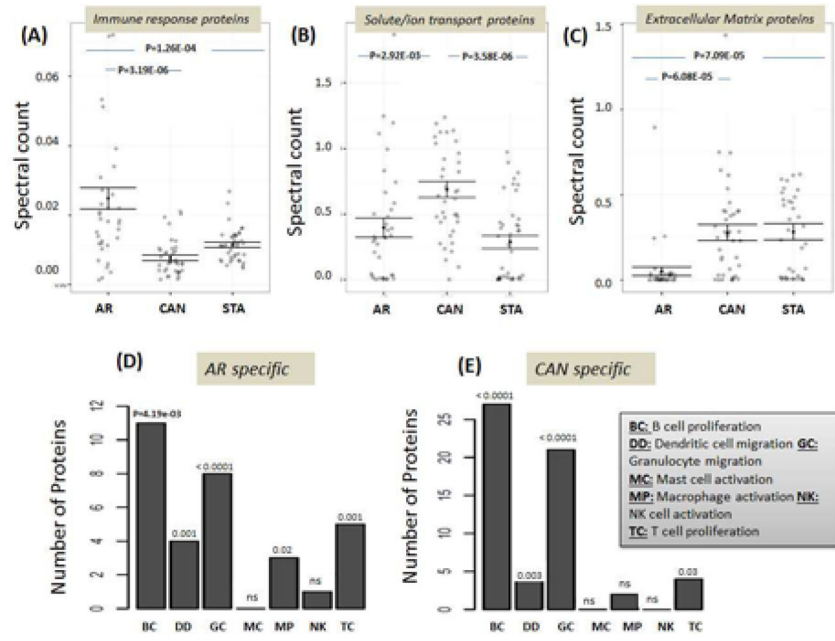 (A)
Immune response proteins
P=1.26E-04
P=3.19E-06
Spectral count
0.06
0.04
0.02
0.00
AR CAN STA
(B)
Solute/ion transport proteins
P=2.92E-03
P=3.58E-06
Spectral count
1.5
1.0
0.5
0.0
AR CAN STA
(C)
Extracellular Matrix proteins
P=7.09E-05
P=6.08E-05
Spectral count
1.5
1.0
0.5
0.0
AR CAN STA
(D)
AR specific
Number of Proteins
12
10
8
6
4
2
0
P=4.19e-03
0.001
< 0.0001
ns
0.02
ns
0.001
BC DD GC MC MP NK TC
(E)
CAN specific
Number of Proteins
25
20
15
10
5
0
< 0.0001
0.003
< 0.0001
ns
ns
ns
0.03
BC DD GC MC MP NK TC
BC: B cell proliferation
DD: Dendritic cell migration GC:
Granulocyte migration
MC: Mast cell activation
MP: Macrophage activation NK:
NK cell activation
TC: T cell proliferation